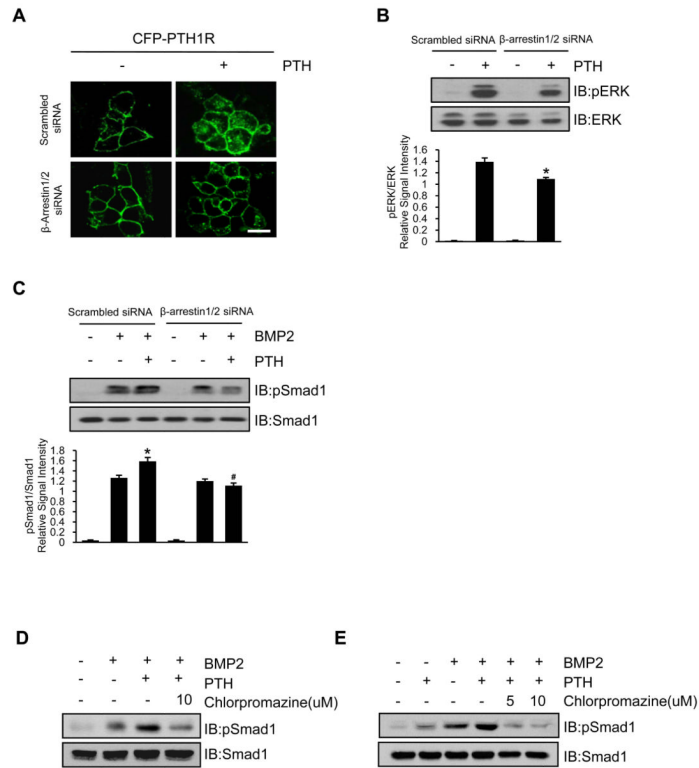 A
CFP-PTH1R
- + PTH
Scrambled
siRNA
β-Arrestin1/2
siRNA
B
Scrambled siRNA β-arrestin1/2 siRNA
- + - + PTH
IB:pERK
IB:ERK
pERK/ERK
Relative Signal Intensity
1.6
1.4
1.2
1
0.8
0.6
0.4
0.2
0
*
C
Scrambled siRNA β-arrestin1/2 siRNA
- + + - + + BMP2
- - + - - + PTH
IB:pSmad1
IB:Smad1
pSmad1/Smad1
Relative Signal Intensity
1.8
1.6
1.4
1.2
1
0.8
0.6
0.4
0.2
0
*
#
D
- + + + BMP2
- - + + PTH
10 Chlorpromazine(uM)
IB:pSmad1
IB:Smad1
E
- - + + + + BMP2
- + - + + + PTH
5 10 Chlorpromazine(uM)
IB:pSmad1
IB:Smad1